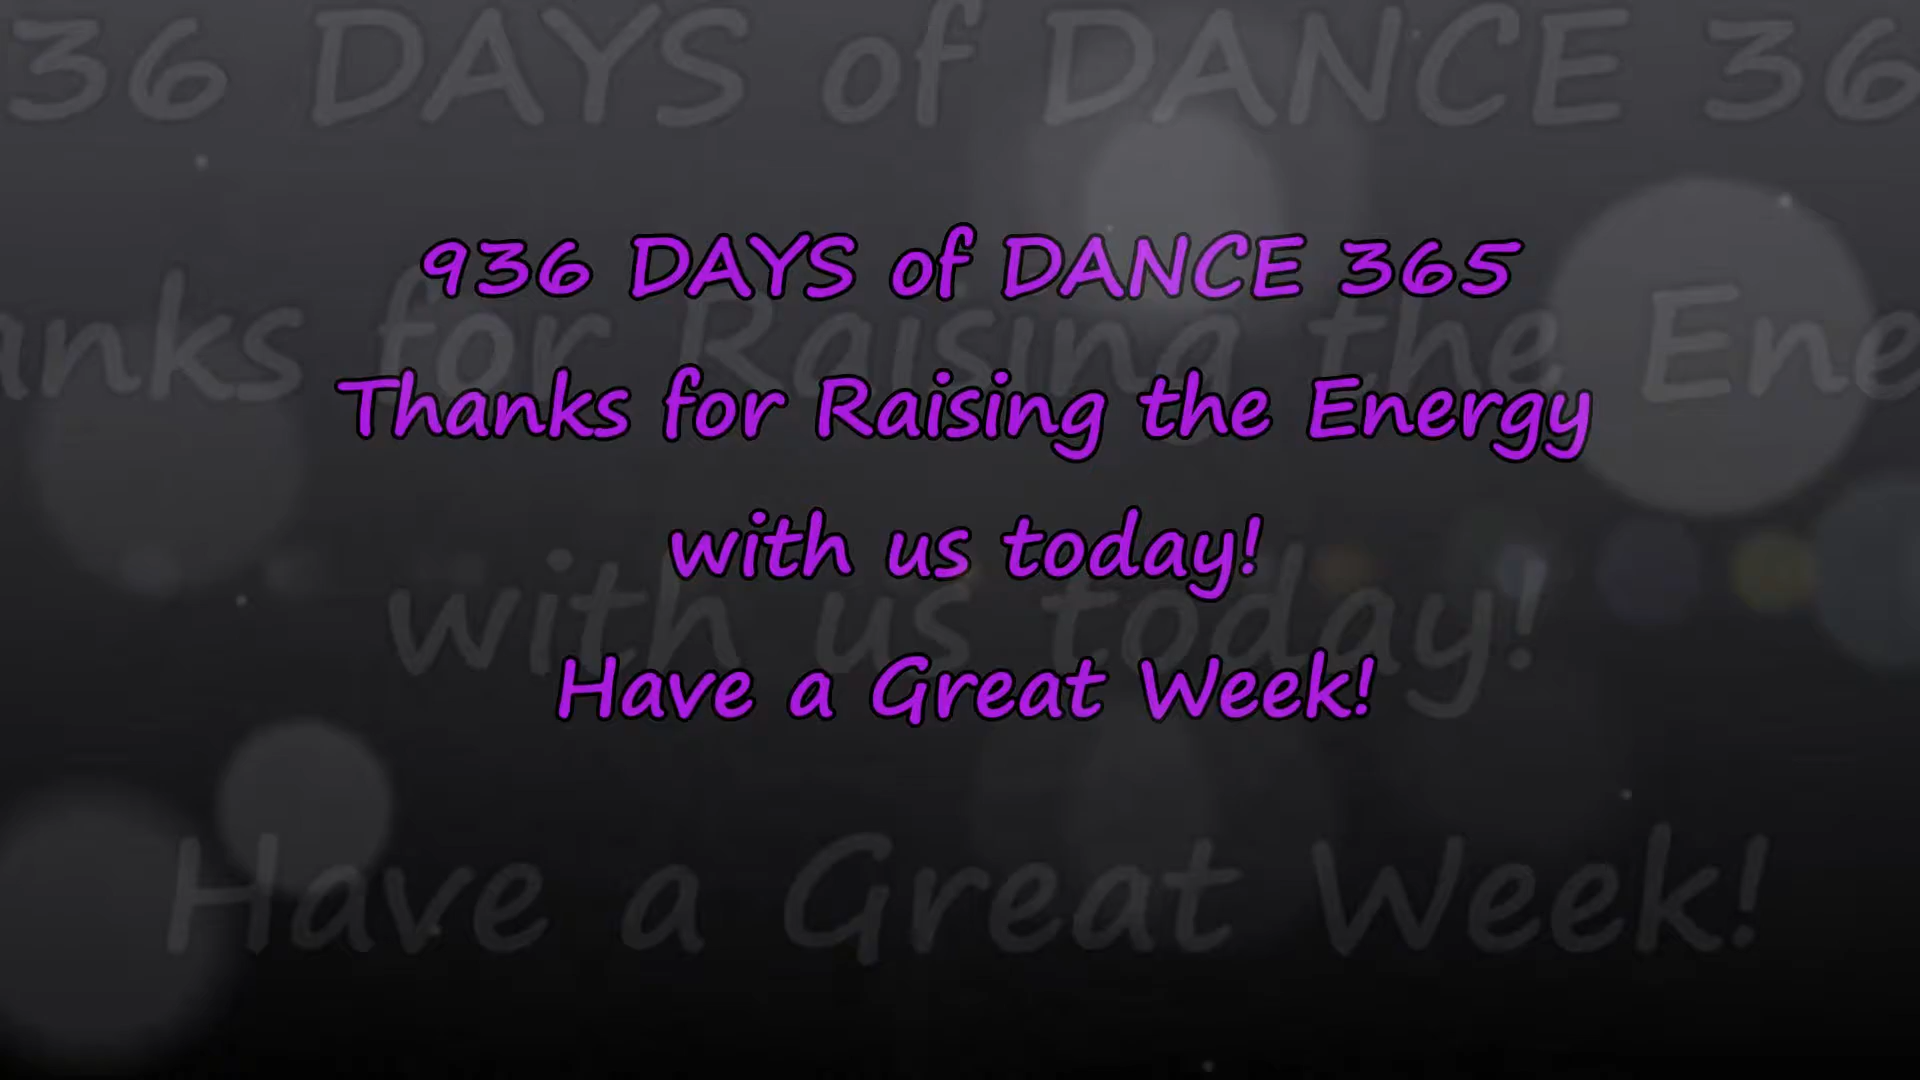 936 DAYS of DANCE 365
Thanks for Raising the Energy
with us today!
Have a Great Week!